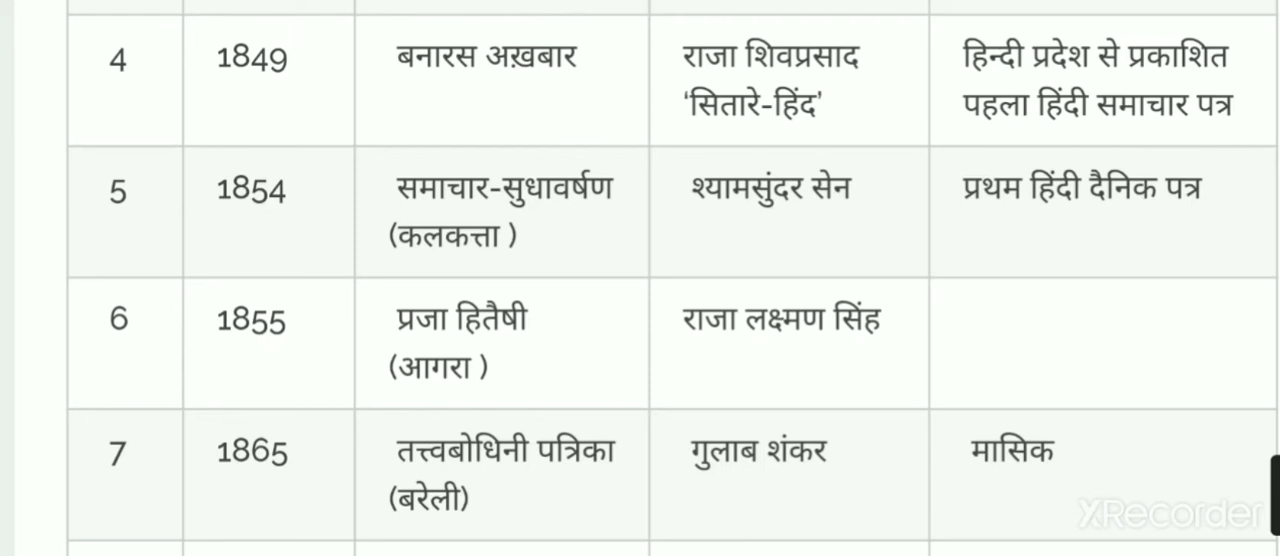 4 1849 बनारस अख़बार राजा शिवप्रसाद हिन्दी प्रदेश से प्रकाशित
‘सितारे-हिंद’ पहला हिंदी समाचार पत्र
5 1854 समाचार-सुधावर्षण श्यामसुंदर सेन प्रथम हिंदी दैनिक पत्र
(कलकत्ता )
6 1855 प्रजा हितैषी राजा लक्ष्मण सिंह
(आगरा )
7 1865 तत्त्वबोधिनी पत्रिका गुलाब शंकर मासिक
(बरेली)
XRecorder